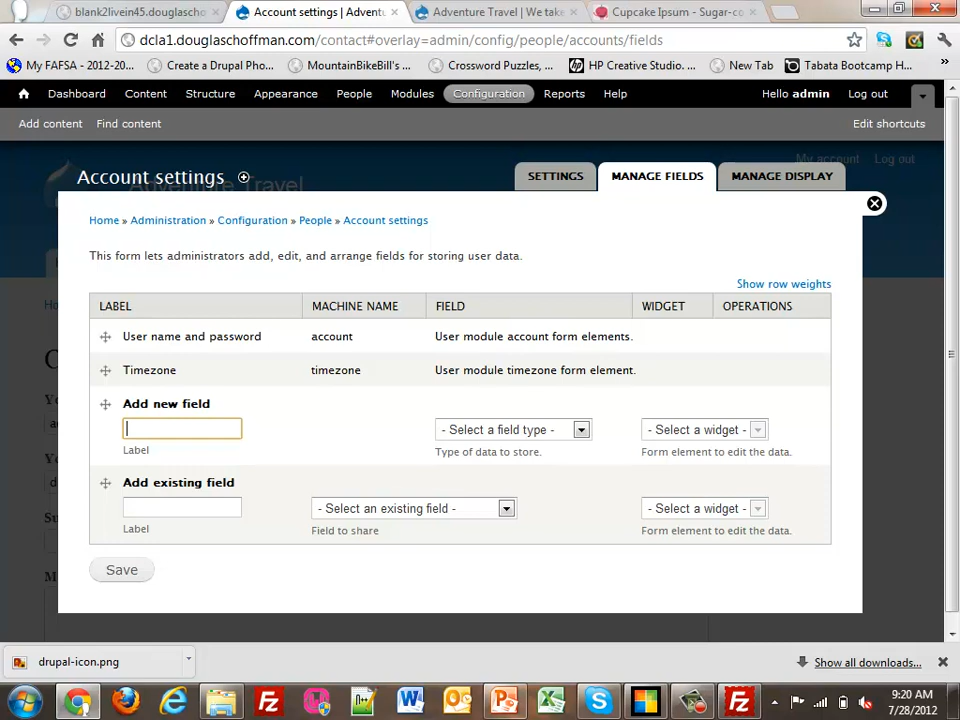 blank2livein45.douglascho
Account settings | Adventu
Adventure Travel | We take
Cupcake Ipsum - Sugar-co
dcla1.douglaschoffman.com/contact#overlay=admin/config/people/accounts/fields
My FAFSA - 2012-20...
Create a Drupal Pho...
MountainBikeBill's ...
Crossword Puzzles, ...
HP Creative Studio. ...
New Tab
Tabata Bootcamp H...
Dashboard Content Structure Appearance People Modules Configuration Reports Help
Hello admin Log out
Add content Find content
Edit shortcuts
My account Log out
Adventure Travel
Account settings
SETTINGS MANAGE FIELDS MANAGE DISPLAY
Home » Administration » Configuration » People » Account settings
This form lets administrators add, edit, and arrange fields for storing user data.
Show row weights
LABEL MACHINE NAME FIELD WIDGET OPERATIONS
User name and password account User module account form elements.
Timezone timezone User module timezone form element.
Add new field
- Select a field type - - Select a widget -
Label Type of data to store. Form element to edit the data.
Add existing field
- Select an existing field - - Select a widget -
Label Field to share Form element to edit the data.
Save
drupal-icon.png
Show all downloads...
9:20 AM
7/28/2012